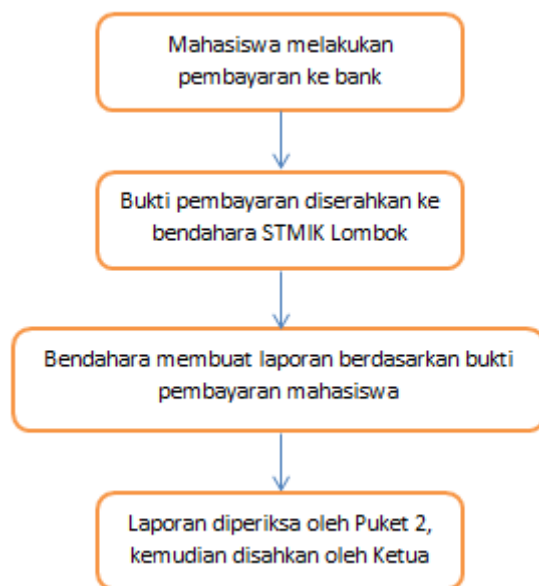 Mahasiswa melakukan
pembayaran ke bank
Bukti pembayaran diserahkan ke
bendahara STMIK Lombok
Bendahara membuat laporan berdasarkan bukti
pembayaran mahasiswa
Laporan diperiksa oleh Puket 2,
kemudian disahkan oleh Ketua